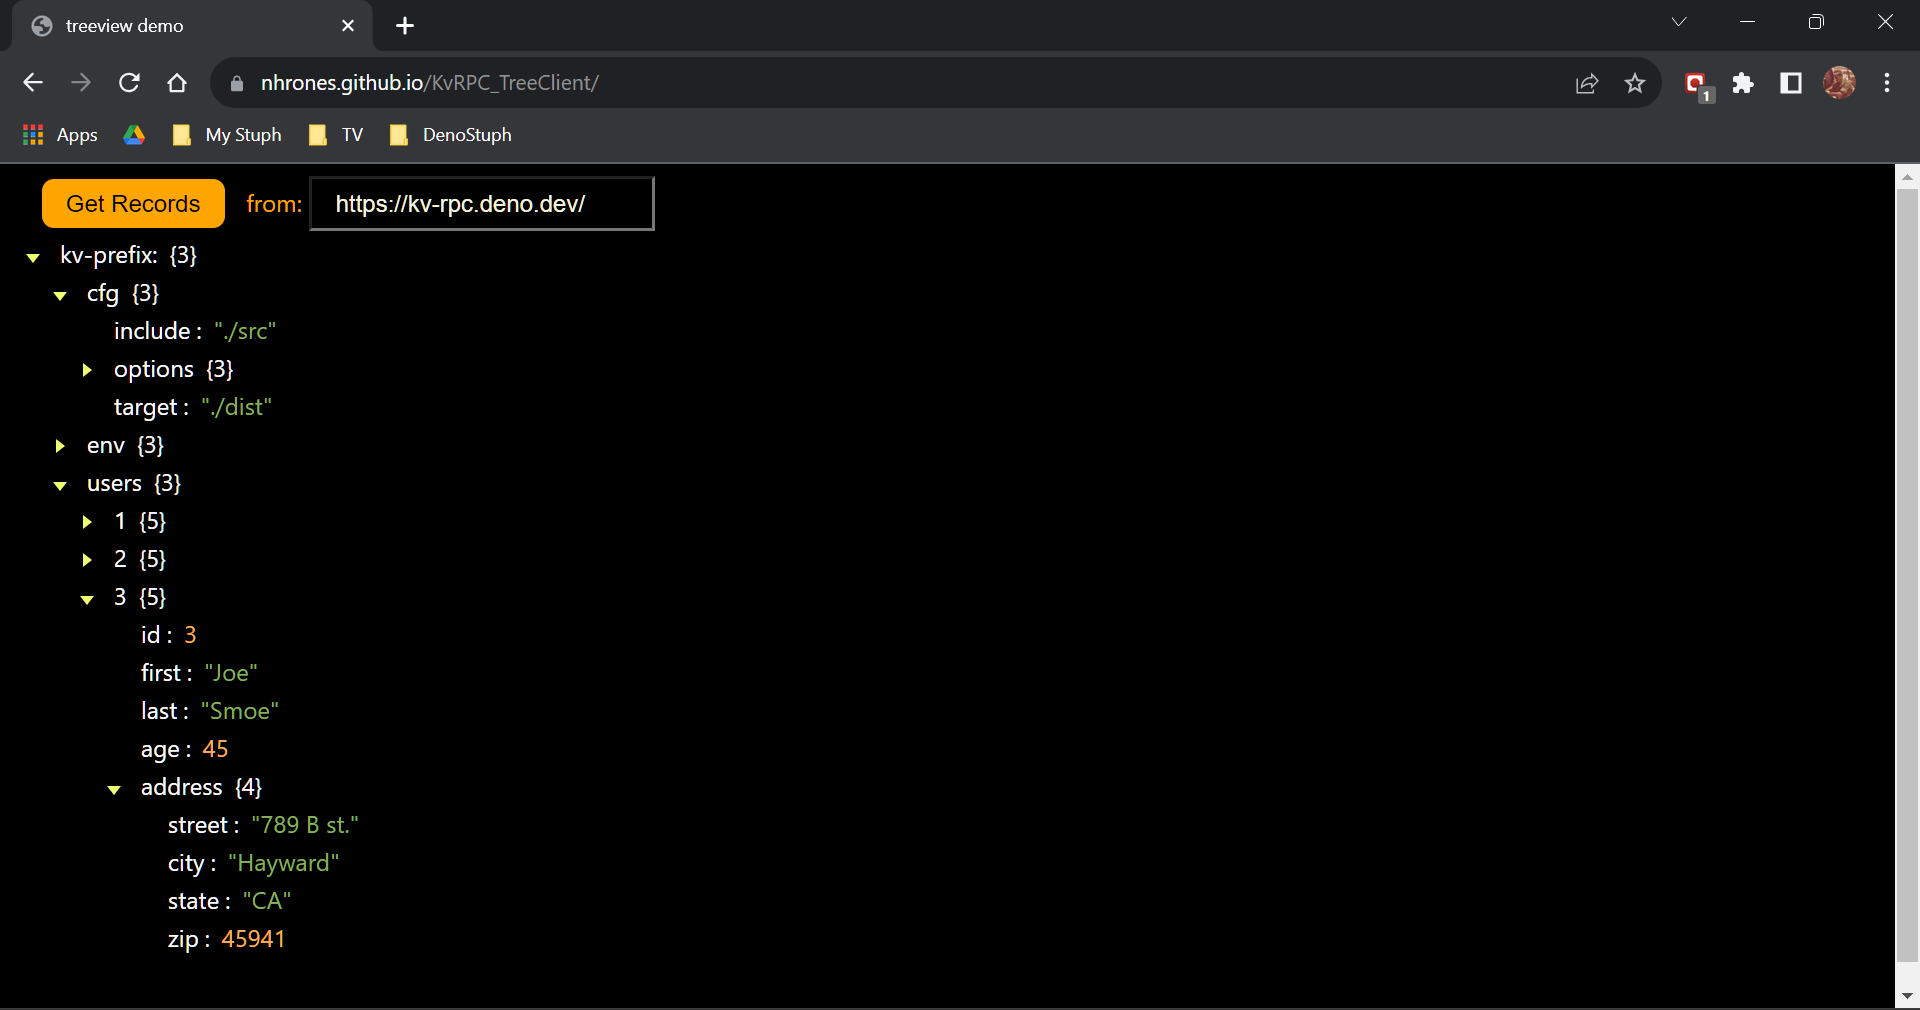 treeview demo
nhrones.github.io/KvRPC_TreeClient/
1
Apps My Stuph TV DenoStuph
Get Records from: https://kv-rpc.deno.dev/
kv-prefix: {3}
cfg {3}
include : "./src"
options {3}
target : "./dist"
env {3}
users {3}
1 {5}
2 {5}
3 {5}
id : 3
first : "Joe"
last : "Smoe"
age : 45
address {4}
street : "789 B st."
city : "Hayward"
state : "CA"
zip : 45941